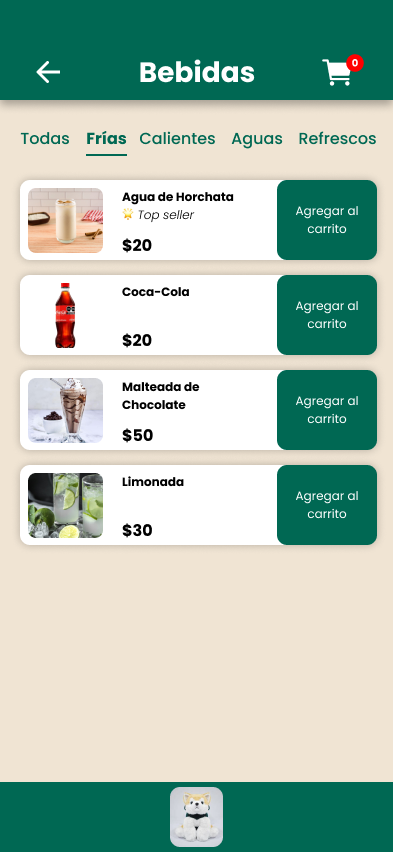 Bebidas
0
Todas Frías Calientes Aguas Refrescos
Agua de Horchata
Top seller
$20
Agregar al
carrito
Coca-Cola
$20
Agregar al
carrito
Malteada de
Chocolate
$50
Agregar al
carrito
Limonada
$30
Agregar al
carrito